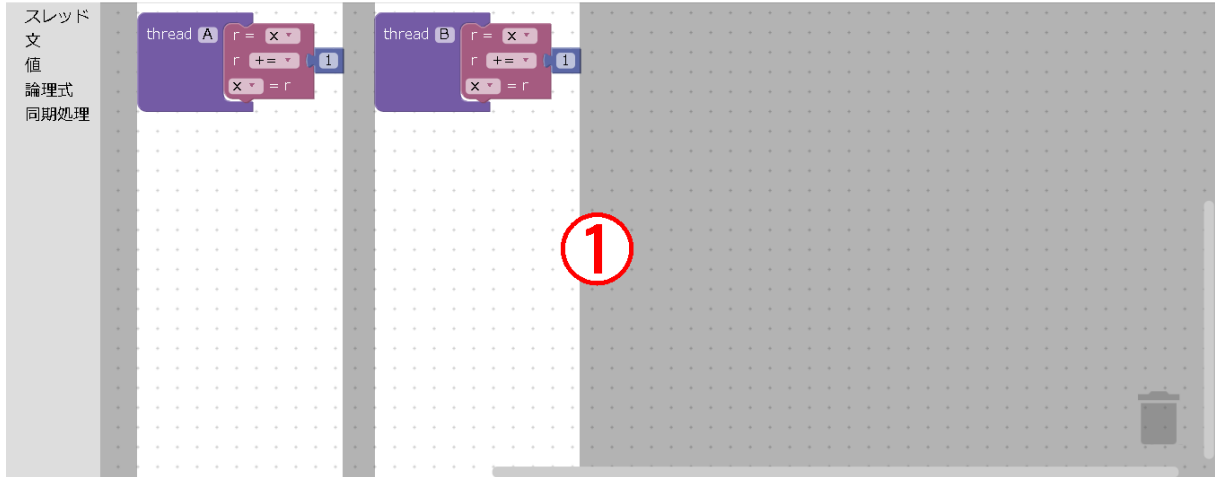 スレッド
文
値
論理式
同期処理
thread A r = x
r += 1
x = r
thread B r = x
r += 1
x = r
①